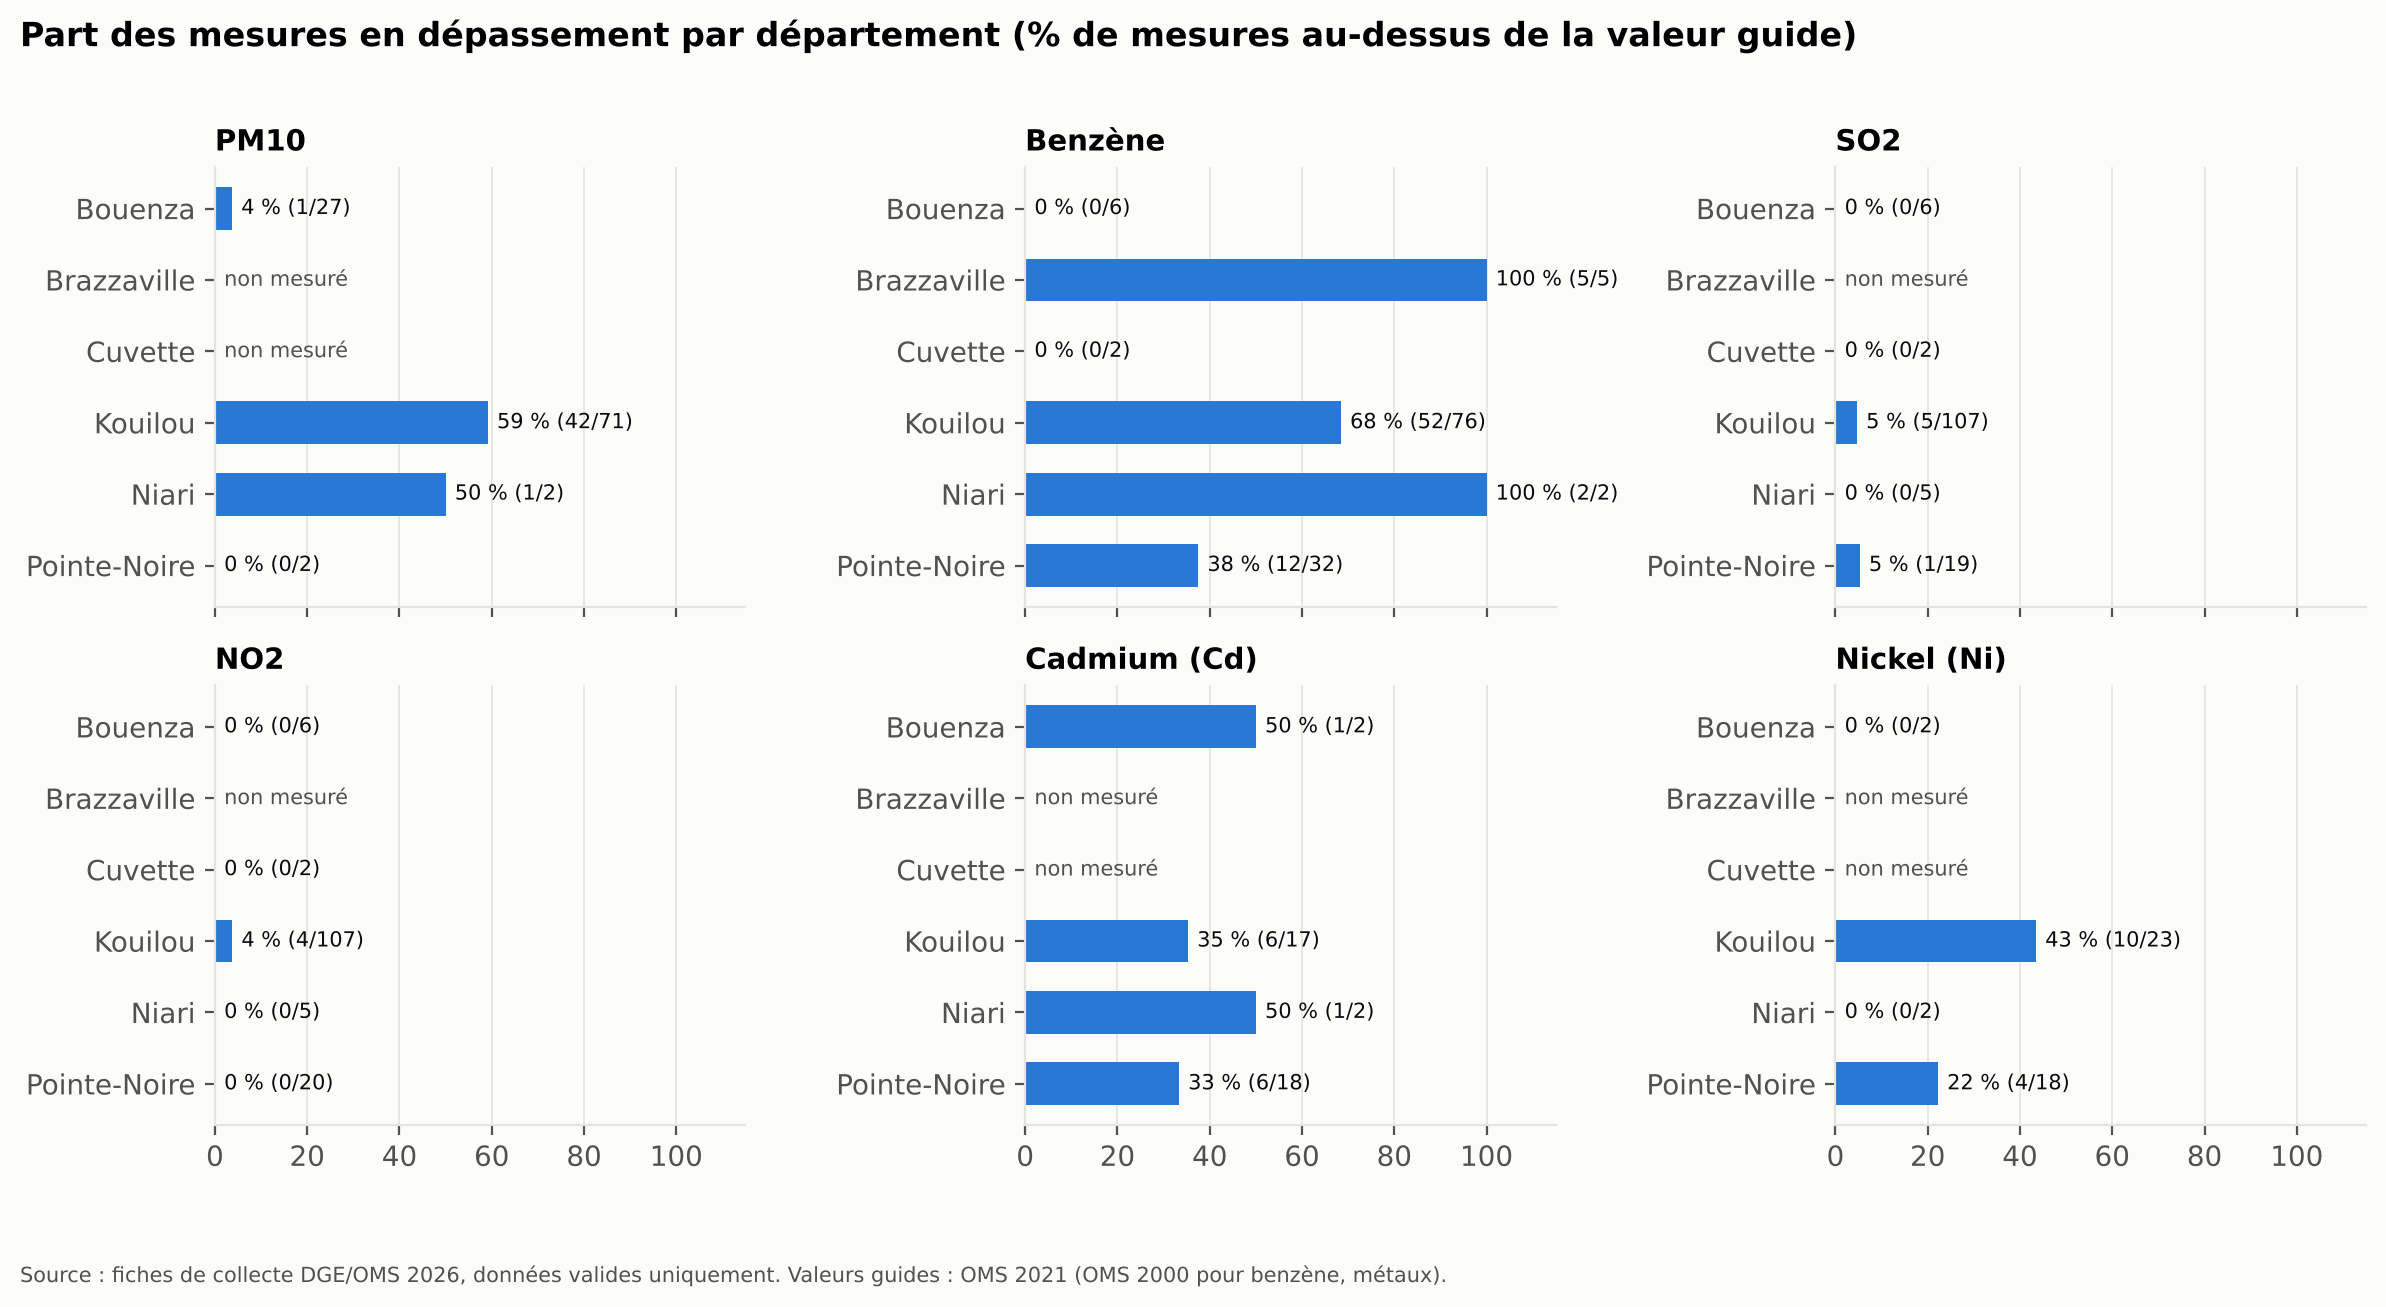 Part des mesures en dépassement par département (% de mesures au-dessus de la valeur guide)
PM10
Bouenza 4 % (1/27)
Brazzaville non mesuré
Cuvette non mesuré
Kouilou 59 % (42/71)
Niari 50 % (1/2)
Pointe-Noire 0 % (0/2)
Benzène
Bouenza 0 % (0/6)
Brazzaville 100 % (5/5)
Cuvette 0 % (0/2)
Kouilou 68 % (52/76)
Niari 100 % (2/2)
Pointe-Noire 38 % (12/32)
SO2
Bouenza 0 % (0/6)
Brazzaville non mesuré
Cuvette 0 % (0/2)
Kouilou 5 % (5/107)
Niari 0 % (0/5)
Pointe-Noire 5 % (1/19)
NO2
Bouenza 0 % (0/6)
Brazzaville non mesuré
Cuvette 0 % (0/2)
Kouilou 4 % (4/107)
Niari 0 % (0/5)
Pointe-Noire 0 % (0/20)
0 20 40 60 80 100
Cadmium (Cd)
Bouenza 50 % (1/2)
Brazzaville non mesuré
Cuvette non mesuré
Kouilou 35 % (6/17)
Niari 50 % (1/2)
Pointe-Noire 33 % (6/18)
0 20 40 60 80 100
Nickel (Ni)
Bouenza 0 % (0/2)
Brazzaville non mesuré
Cuvette non mesuré
Kouilou 43 % (10/23)
Niari 0 % (0/2)
Pointe-Noire 22 % (4/18)
0 20 40 60 80 100
Source : fiches de collecte DGE/OMS 2026, données valides uniquement. Valeurs guides : OMS 2021 (OMS 2000 pour benzène, métaux).